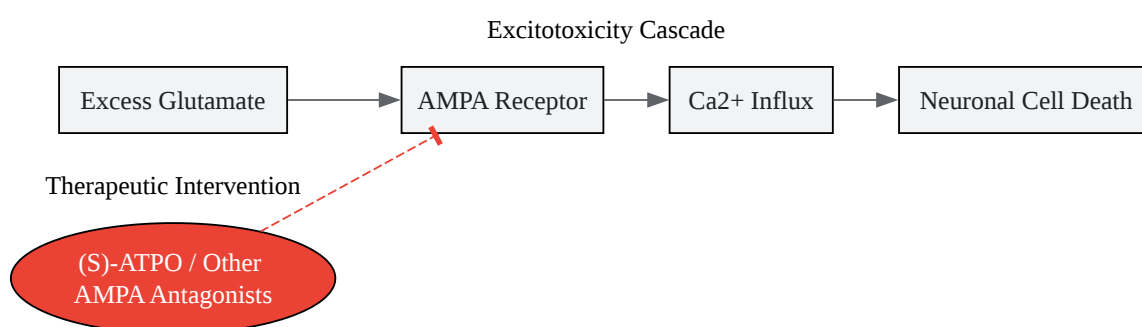 Excitotoxicity Cascade
Excess Glutamate
AMPA Receptor
Ca2+ Influx
Neuronal Cell Death
Therapeutic Intervention
(S)-ATPO / Other
AMPA Antagonists